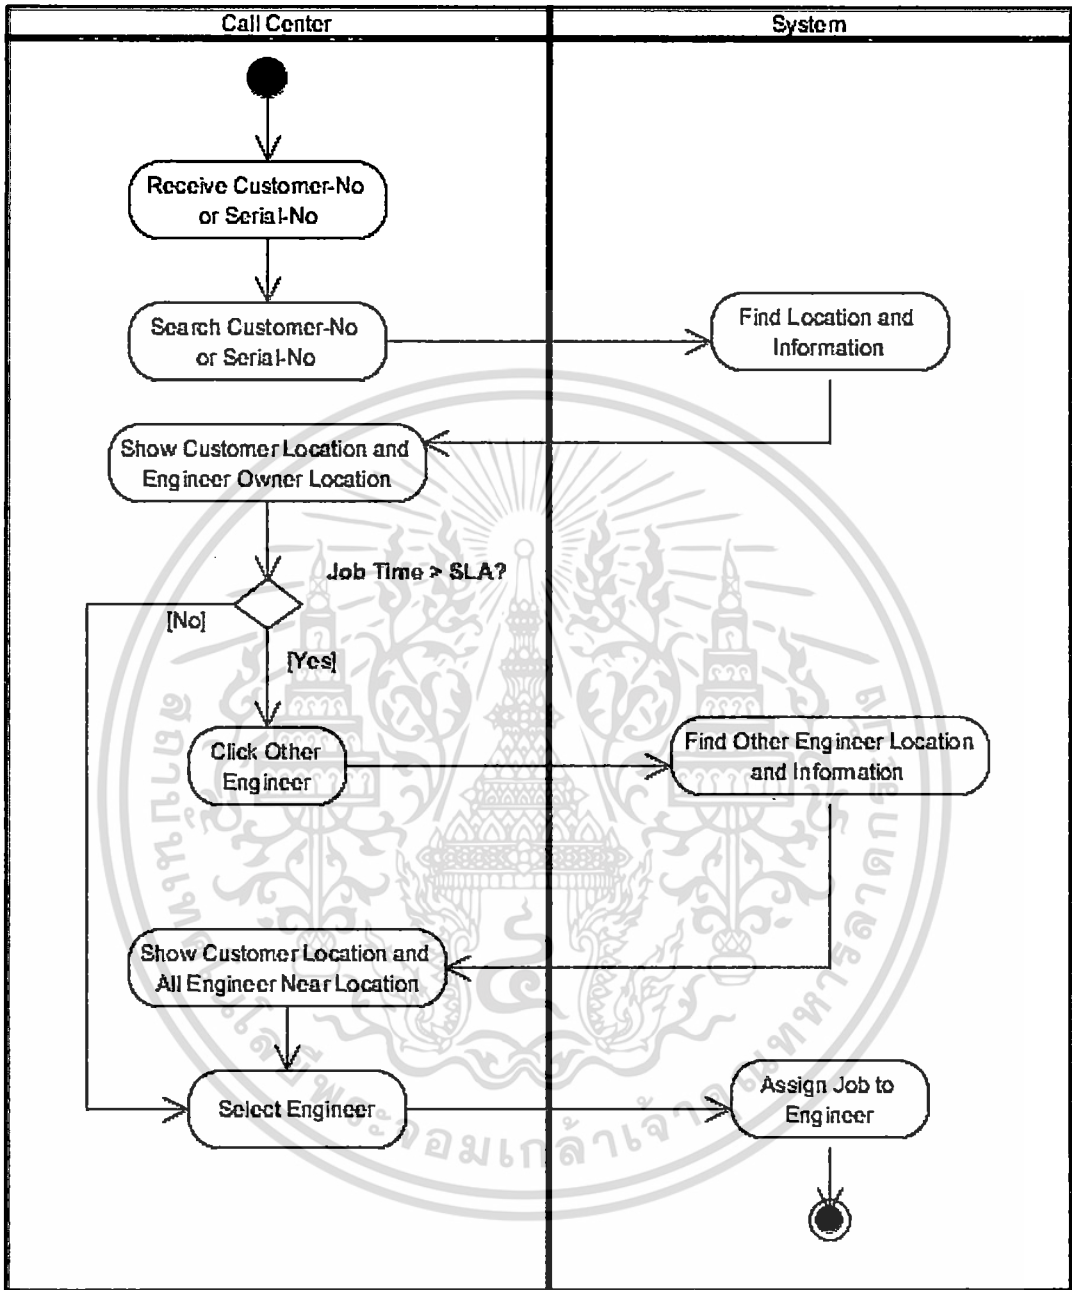 Call Center
System
Receive Customer-No
or Serial-No
Search Customer-No
or Serial-No
Find Location and
Information
Show Customer Location and
Engineer Owner Location
Job Time > SLA?
[No]
[Yes]
Click Other
Engineer
Find Other Engineer Location
and Information
Show Customer Location and
All Engineer Near Location
Select Engineer
Assign Job to
Engineer